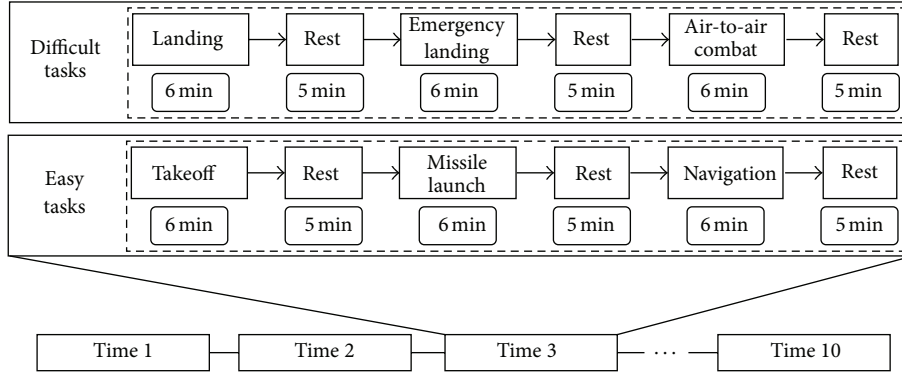 Difficult
tasks
Landing
Rest
Emergency
landing
Rest
Air-to-air
combat
Rest
6 min
5 min
6 min
5 min
6 min
5 min
Easy
tasks
Takeoff
Rest
Missile
launch
Rest
Navigation
Rest
6 min
5 min
6 min
5 min
6 min
5 min
Time 1
Time 2
Time 3
...
Time 10